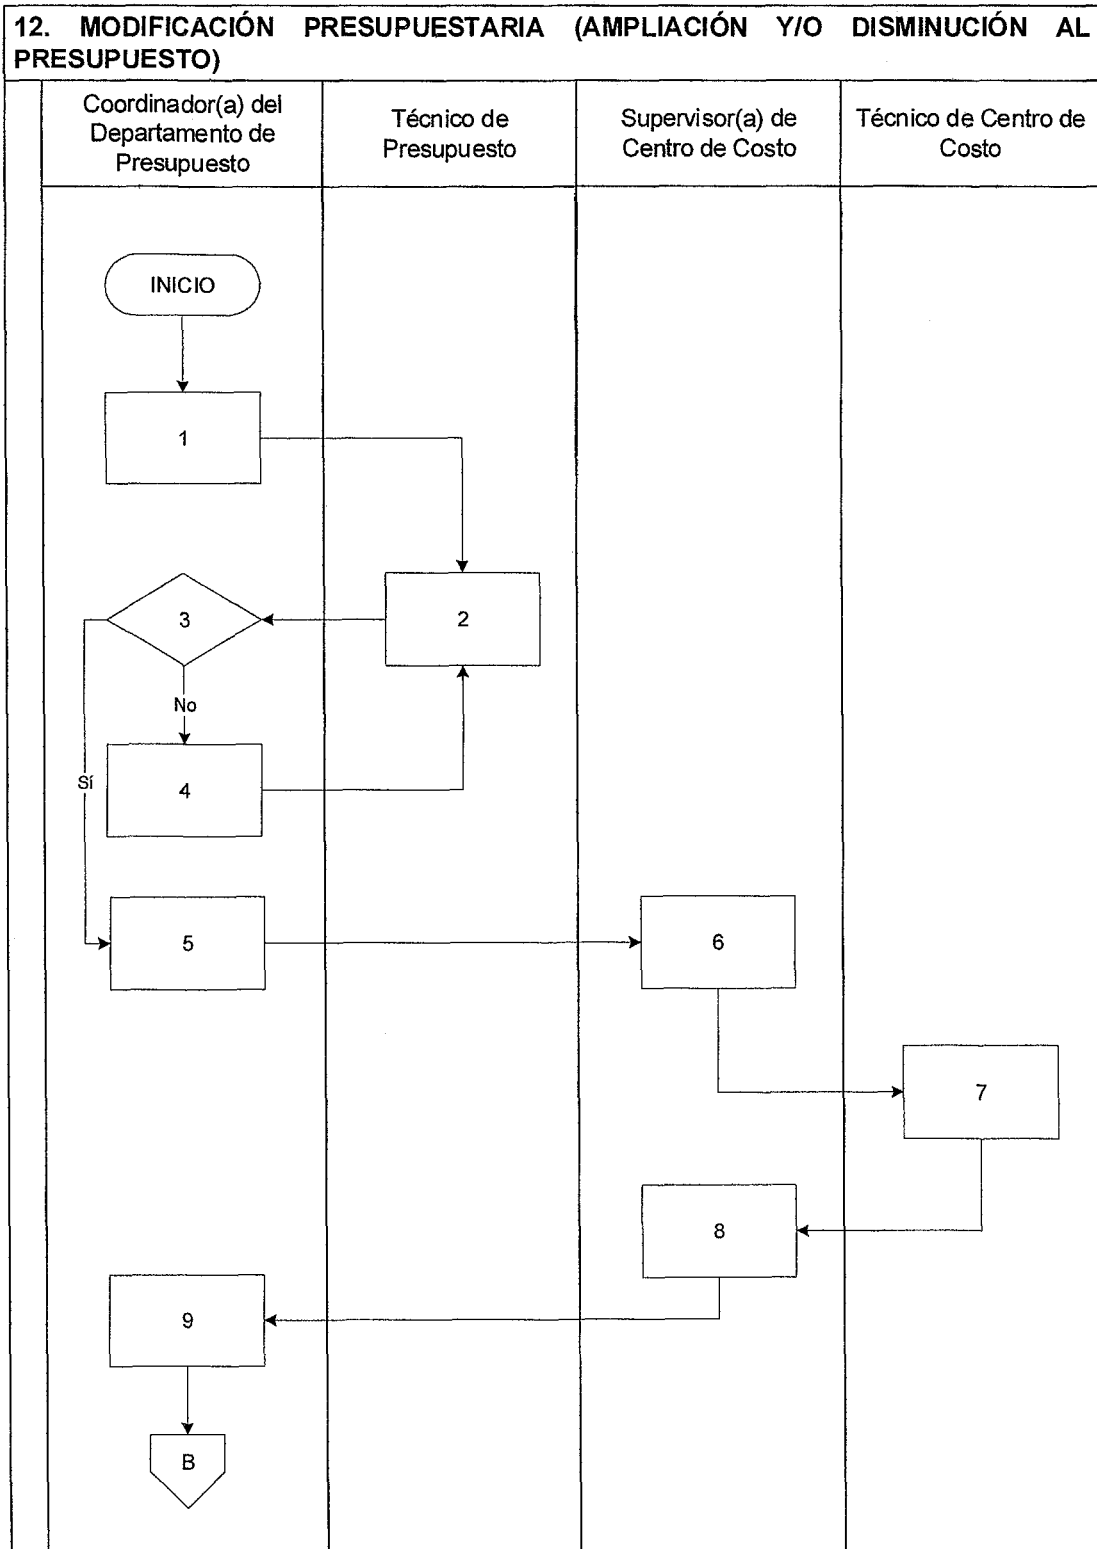 12. MODIFICACIÓN PRESUPUESTARIA (AMPLIACIÓN Y/O DISMINUCIÓN AL
PRESUPUESTO)
Coordinador(a) del
Departamento de
Presupuesto
Técnico de
Presupuesto
Supervisor(a) de
Centro de Costo
Técnico de Centro de
Costo
INICIO
1
2
3
No
Sí
4
5
6
7
8
9
B